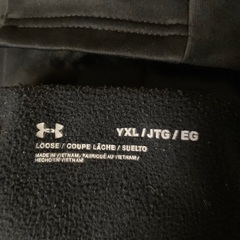 YXL / JTG / EG
LOOSE / COUPE LÂCHE / SUELTO
MADE IN VIETNAM / FABRIQUÉ AU VIETNAM /
HECHO EN VIETNAM